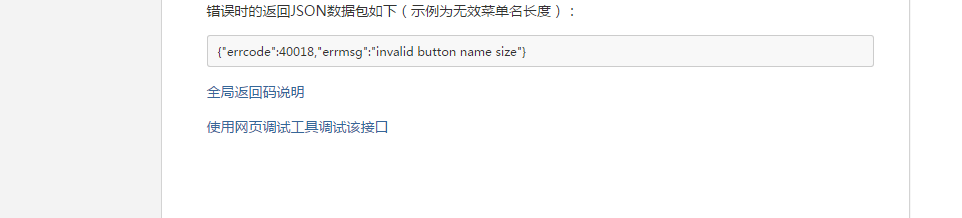 错误时的返回JSON数据包如下（示例为无效菜单名长度）：
{"errcode":40018,"errmsg":"invalid button name size"}
全局返回码说明
使用网页调试工具调试该接口